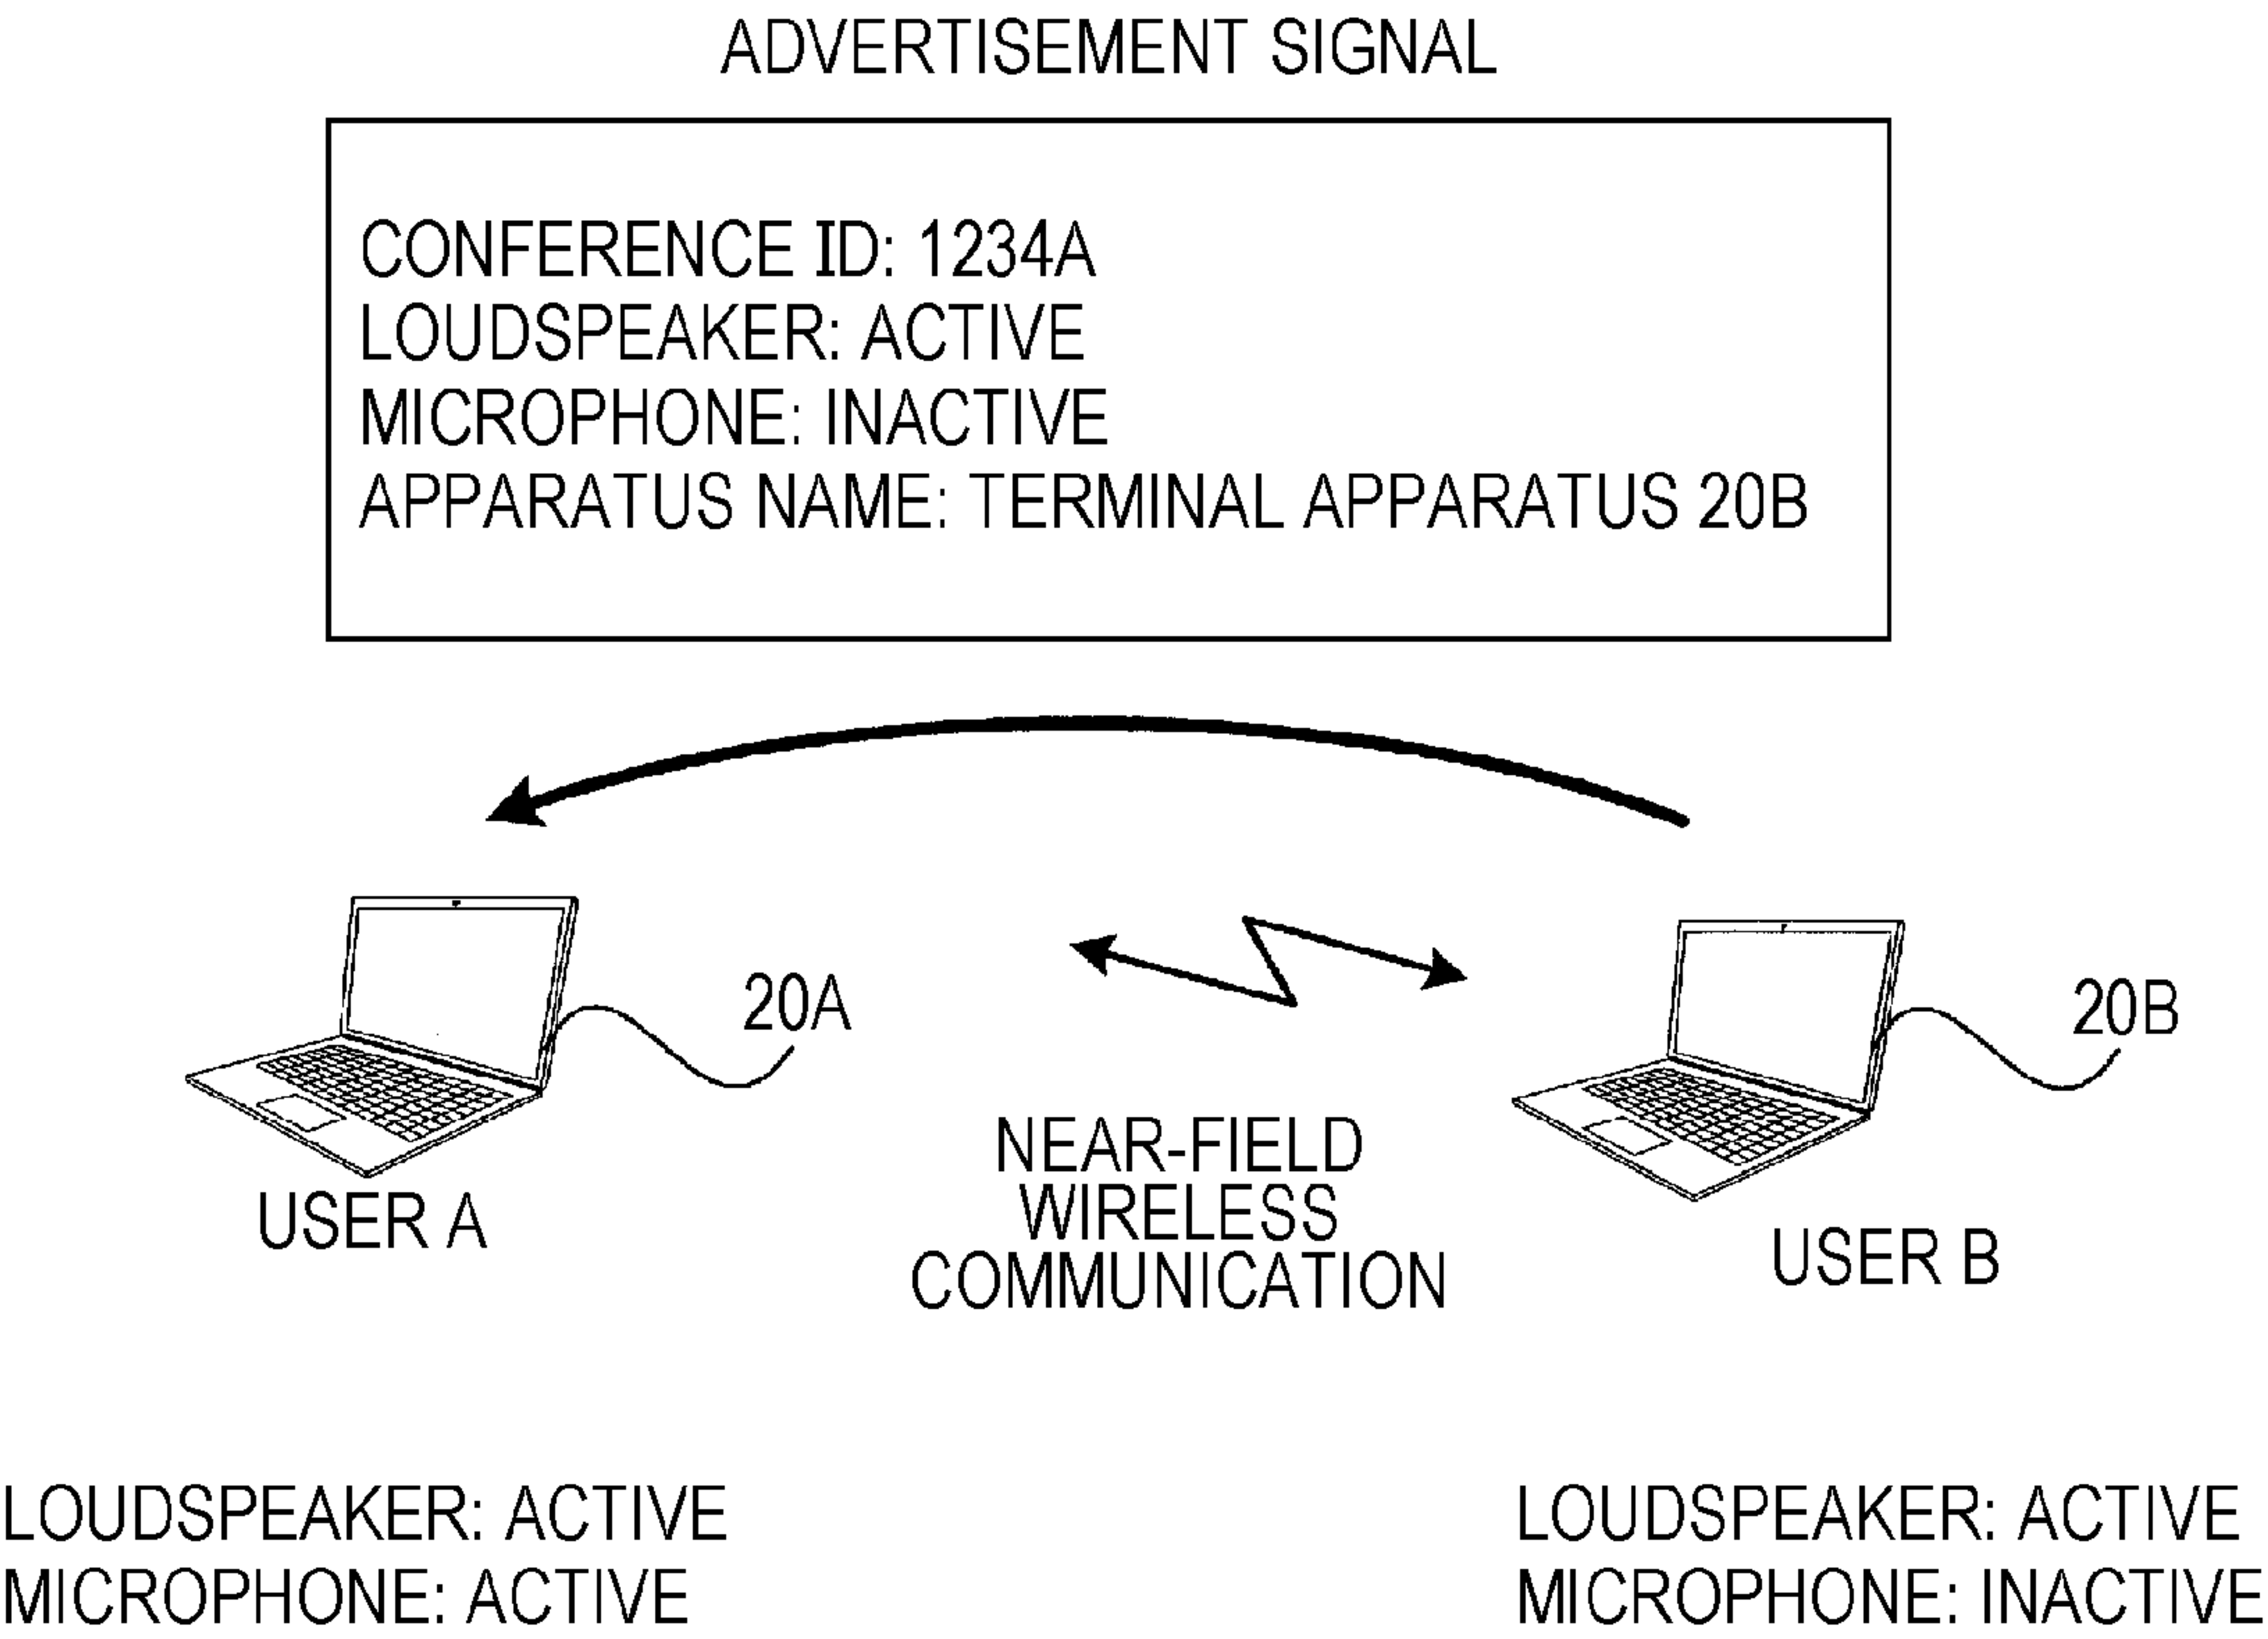 ADVERTISEMENT SIGNAL
CONFERENCE ID: 1234A
LOUDSPEAKER: ACTIVE
MICROPHONE: INACTIVE
APPARATUS NAME: TERMINAL APPARATUS 20B
20A
20B
NEAR-FIELD
WIRELESS
COMMUNICATION
USER A
USER B
LOUDSPEAKER: ACTIVE
MICROPHONE: ACTIVE
LOUDSPEAKER: ACTIVE
MICROPHONE: INACTIVE